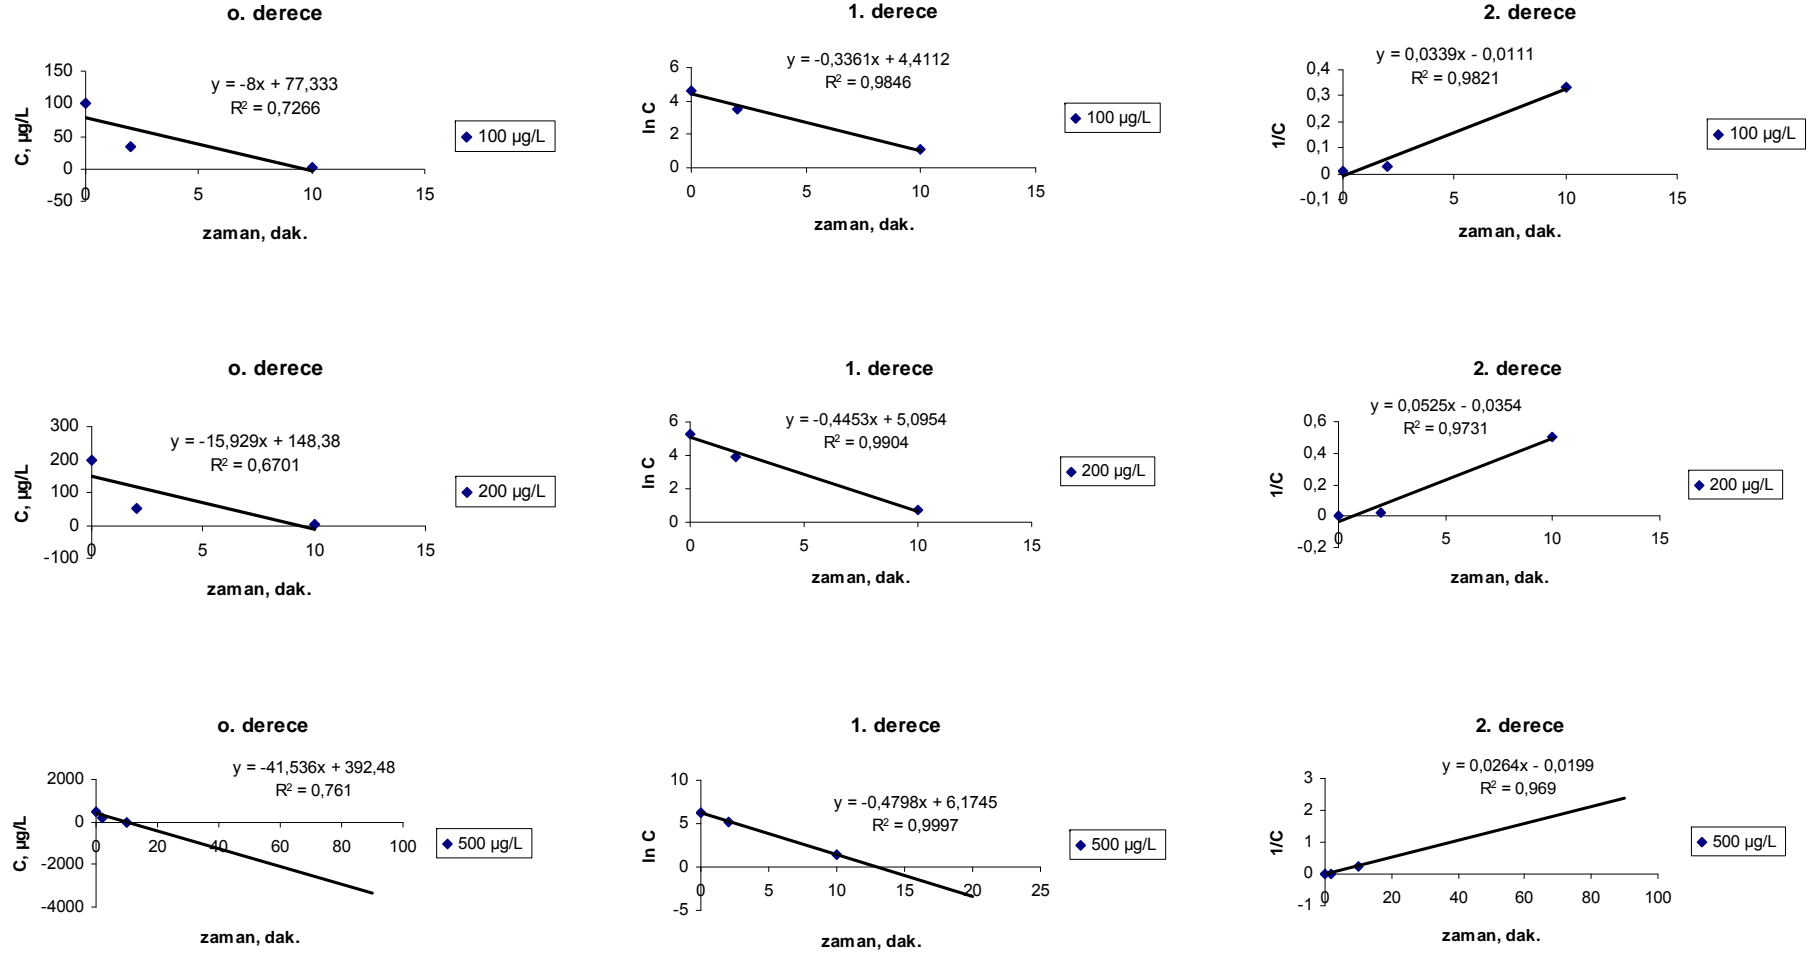 o. derece
y = -8x + 77,333
R² = 0,7266
150
100
50
0
-50
0
5
10
15
C, µg/L
zaman, dak.
100 µg/L
1. derece
y = -0,3361x + 4,4112
R² = 0,9846
6
4
2
0
0
5
10
15
ln C
zaman, dak.
100 µg/L
2. derece
y = 0,0339x - 0,0111
R² = 0,9821
0,4
0,3
0,2
0,1
0
-0,1
0
5
10
15
1/C
zaman, dak.
100 µg/L
o. derece
y = -15,929x + 148,38
R² = 0,6701
300
200
100
0
-100
0
5
10
15
C, µg/L
zaman, dak.
200 µg/L
1. derece
y = -0,4453x + 5,0954
R² = 0,9904
6
4
2
0
0
5
10
15
ln C
zaman, dak.
200 µg/L
2. derece
y = 0,0525x - 0,0354
R² = 0,9731
0,6
0,4
0,2
0
-0,2
0
5
10
15
1/C
zaman, dak.
200 µg/L
o. derece
y = -41,536x + 392,48
R² = 0,761
2000
0
-2000
-4000
0
20
40
60
80
100
C, µg/L
zaman, dak.
500 µg/L
1. derece
y = -0,4798x + 6,1745
R² = 0,9997
10
5
0
-5
0
5
10
15
20
25
ln C
zaman, dak.
500 µg/L
2. derece
y = 0,0264x - 0,0199
R² = 0,969
3
2
1
0
-1
0
20
40
60
80
100
1/C
zaman, dak.
500 µg/L